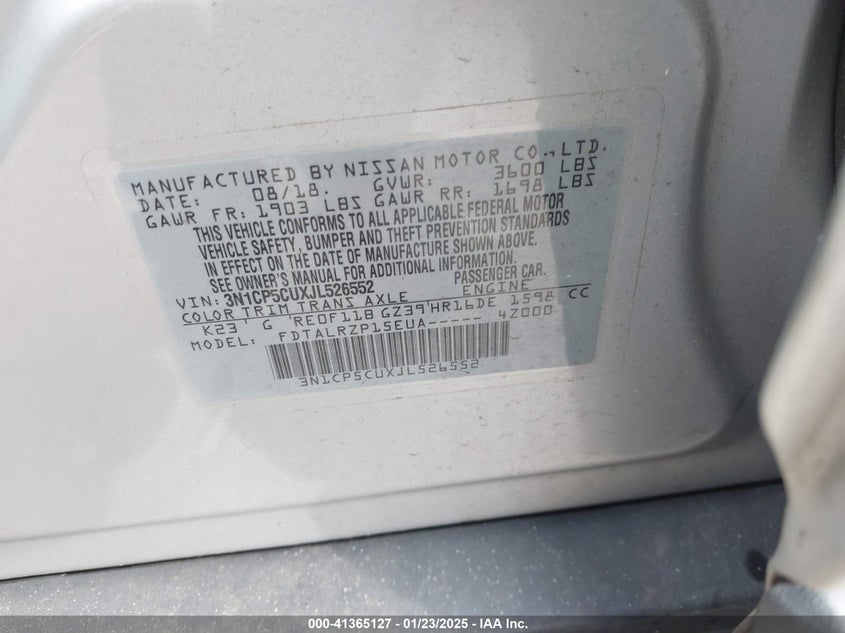 MANUFACTURED BY NISSAN MOTOR CO., LTD.
DATE: 08/18. GVWR: 3600 LBS
GAWR FR: 1903 LBS GAWR RR: 1698 LBS
THIS VEHICLE CONFORMS TO ALL APPLICABLE FEDERAL MOTOR
VEHICLE SAFETY, BUMPER AND THEFT PREVENTION STANDARDS
IN EFFECT ON THE DATE OF MANUFACTURE SHOWN ABOVE.
SEE OWNER'S MANUAL FOR ADDITIONAL INFORMATION.
VIN: 3N1CP5CUXJL526552 PASSENGER CAR.
COLOR TRIM TRANS AXLE ENGINE
K23 G RE0F11B GZ39 HR16DE 1598 CC
MODEL: FDTALRZP15EUA----- 4Z000
3N1CP5CUXJL526552
000-41365127 - 01/23/2025 - IAA Inc.